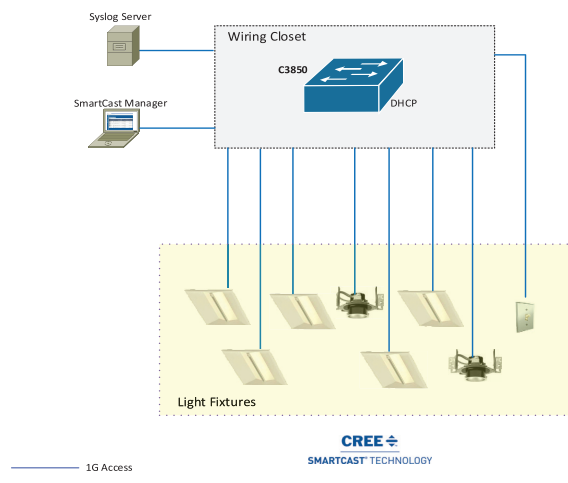 Syslog Server
Wiring Closet
C3850
DHCP
SmartCast Manager
Light Fixtures
CREE
SMARTCAST® TECHNOLOGY
1G Access